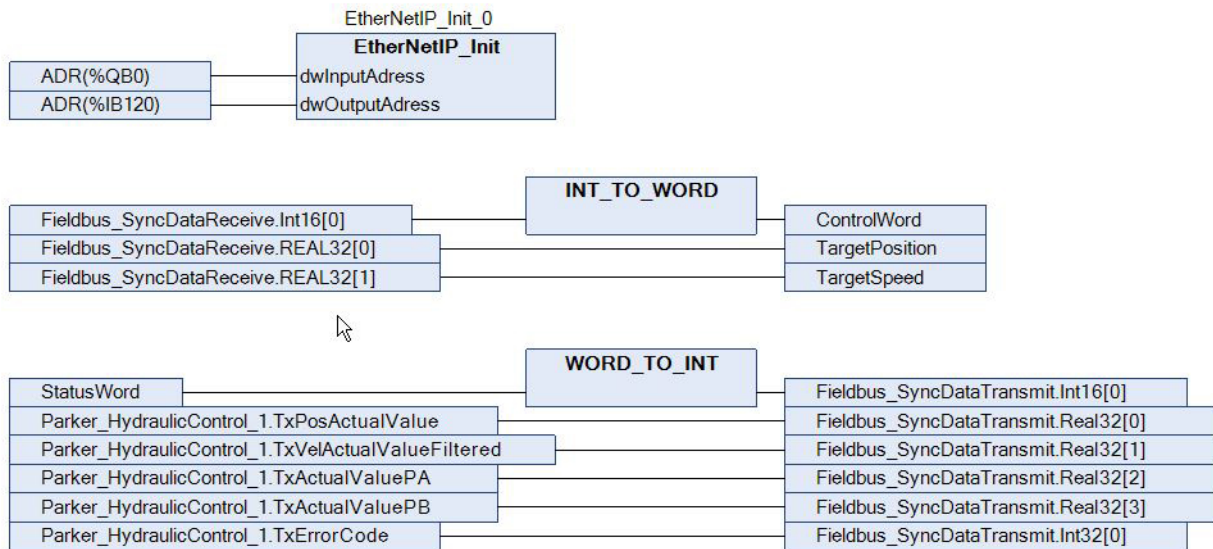 EtherNetIP_Init_0
EtherNetIP_Init
ADR(%QB0) dwInputAdress
ADR(%IB120) dwOutputAdress
INT_TO_WORD
Fieldbus_SyncDataReceive.Int16[0] ControlWord
Fieldbus_SyncDataReceive.REAL32[0] TargetPosition
Fieldbus_SyncDataReceive.REAL32[1] TargetSpeed
WORD_TO_INT
StatusWord Fieldbus_SyncDataTransmit.Int16[0]
Parker_HydraulicControl_1.TxPosActualValue Fieldbus_SyncDataTransmit.Real32[0]
Parker_HydraulicControl_1.TxVelActualValueFiltered Fieldbus_SyncDataTransmit.Real32[1]
Parker_HydraulicControl_1.TxActualValuePA Fieldbus_SyncDataTransmit.Real32[2]
Parker_HydraulicControl_1.TxActualValuePB Fieldbus_SyncDataTransmit.Real32[3]
Parker_HydraulicControl_1.TxErrorCode Fieldbus_SyncDataTransmit.Int32[0]